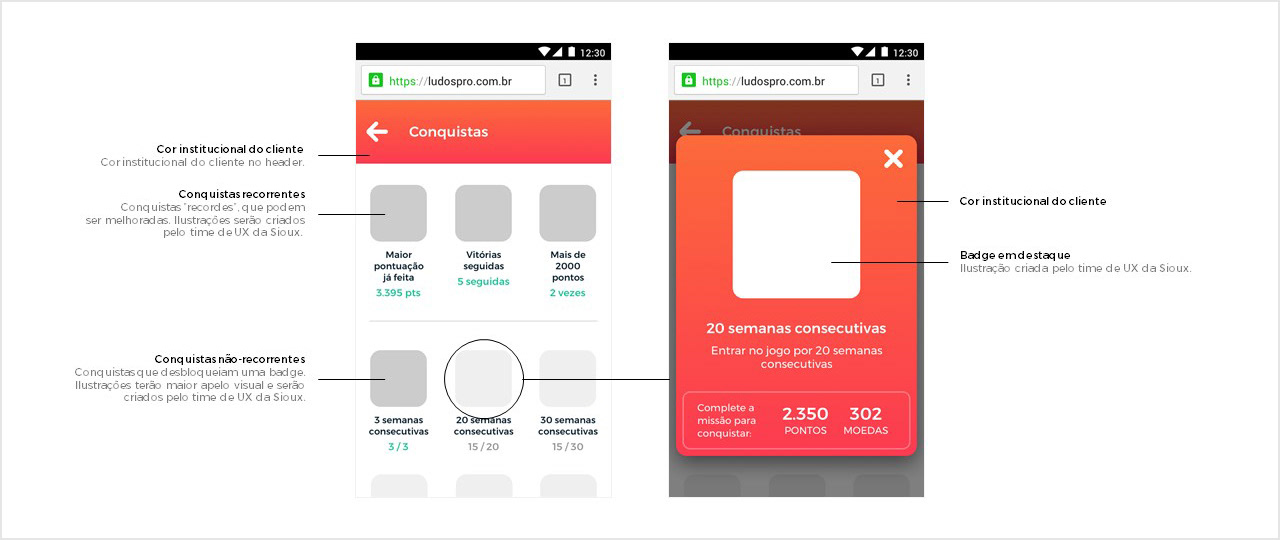 12:30
https://ludospro.com.br
1
Conquistas
Cor institucional do cliente
Cor institucional do cliente no header.
Conquistas recorrentes
Conquistas "recordes", que podem
ser melhoradas. Ilustrações serão criados
pelo time de UX da Sioux.
Maior
pontuação
já feita
3.395 pts
Vitórias
seguidas
5 seguidas
Mais de
2000
pontos
2 vezes
Conquistas não-recorrentes
Conquistas que desbloqueiam uma badge.
Ilustrações terão maior apelo visual e serão
criados pelo time de UX da Sioux.
3 semanas
consecutivas
3 / 3
20 semanas
consecutivas
15 / 20
30 semanas
consecutivas
15 / 30
12:30
https://ludospro.com.br
1
Conquistas
20 semanas consecutivas
Entrar no jogo por 20 semanas
consecutivas
Complete a
missão para
conquistar:
2.350
PONTOS
302
MOEDAS
Cor institucional do cliente
Badge em destaque
Ilustração criada pelo time de UX da Sioux.